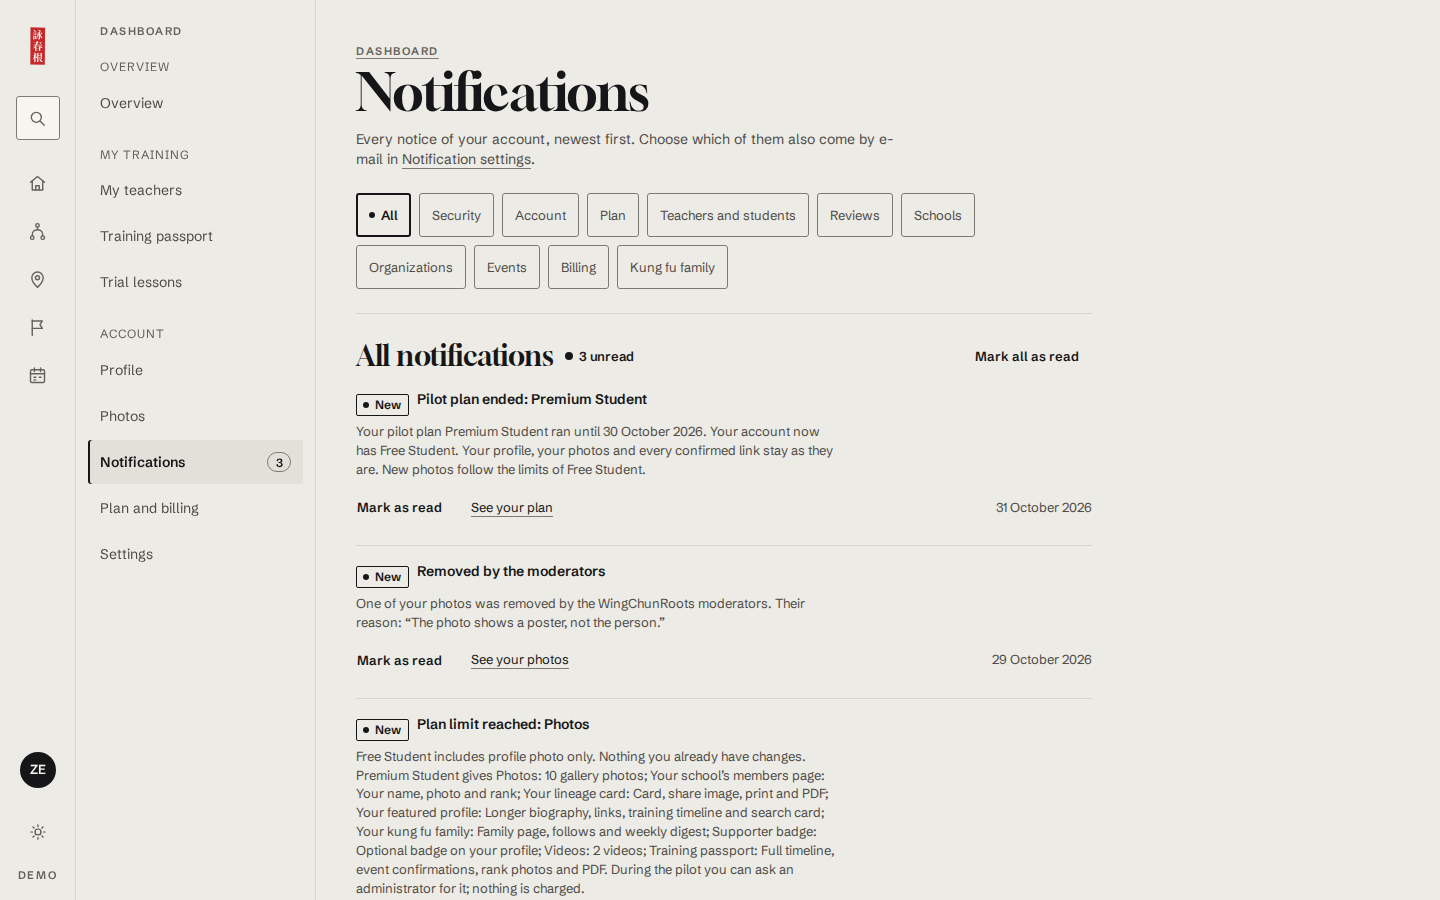 詠春根
DASHBOARD
OVERVIEW
Overview
MY TRAINING
My teachers
Training passport
Trial lessons
ACCOUNT
Profile
Photos
Notifications 3
Plan and billing
Settings
ZE
DEMO
DASHBOARD
Notifications
Every notice of your account, newest first. Choose which of them also come by e-
mail in Notification settings.
All Security Account Plan Teachers and students Reviews Schools
Organizations Events Billing Kung fu family
All notifications 3 unread Mark all as read
New Pilot plan ended: Premium Student
Your pilot plan Premium Student ran until 30 October 2026. Your account now
has Free Student. Your profile, your photos and every confirmed link stay as they
are. New photos follow the limits of Free Student.
Mark as read See your plan 31 October 2026
New Removed by the moderators
One of your photos was removed by the WingChunRoots moderators. Their
reason: “The photo shows a poster, not the person.”
Mark as read See your photos 29 October 2026
New Plan limit reached: Photos
Free Student includes profile photo only. Nothing you already have changes.
Premium Student gives Photos: 10 gallery photos; Your school’s members page:
Your name, photo and rank; Your lineage card: Card, share image, print and PDF;
Your featured profile: Longer biography, links, training timeline and search card;
Your kung fu family: Family page, follows and weekly digest; Supporter badge:
Optional badge on your profile; Videos: 2 videos; Training passport: Full timeline,
event confirmations, rank photos and PDF. During the pilot you can ask an
administrator for it; nothing is charged.